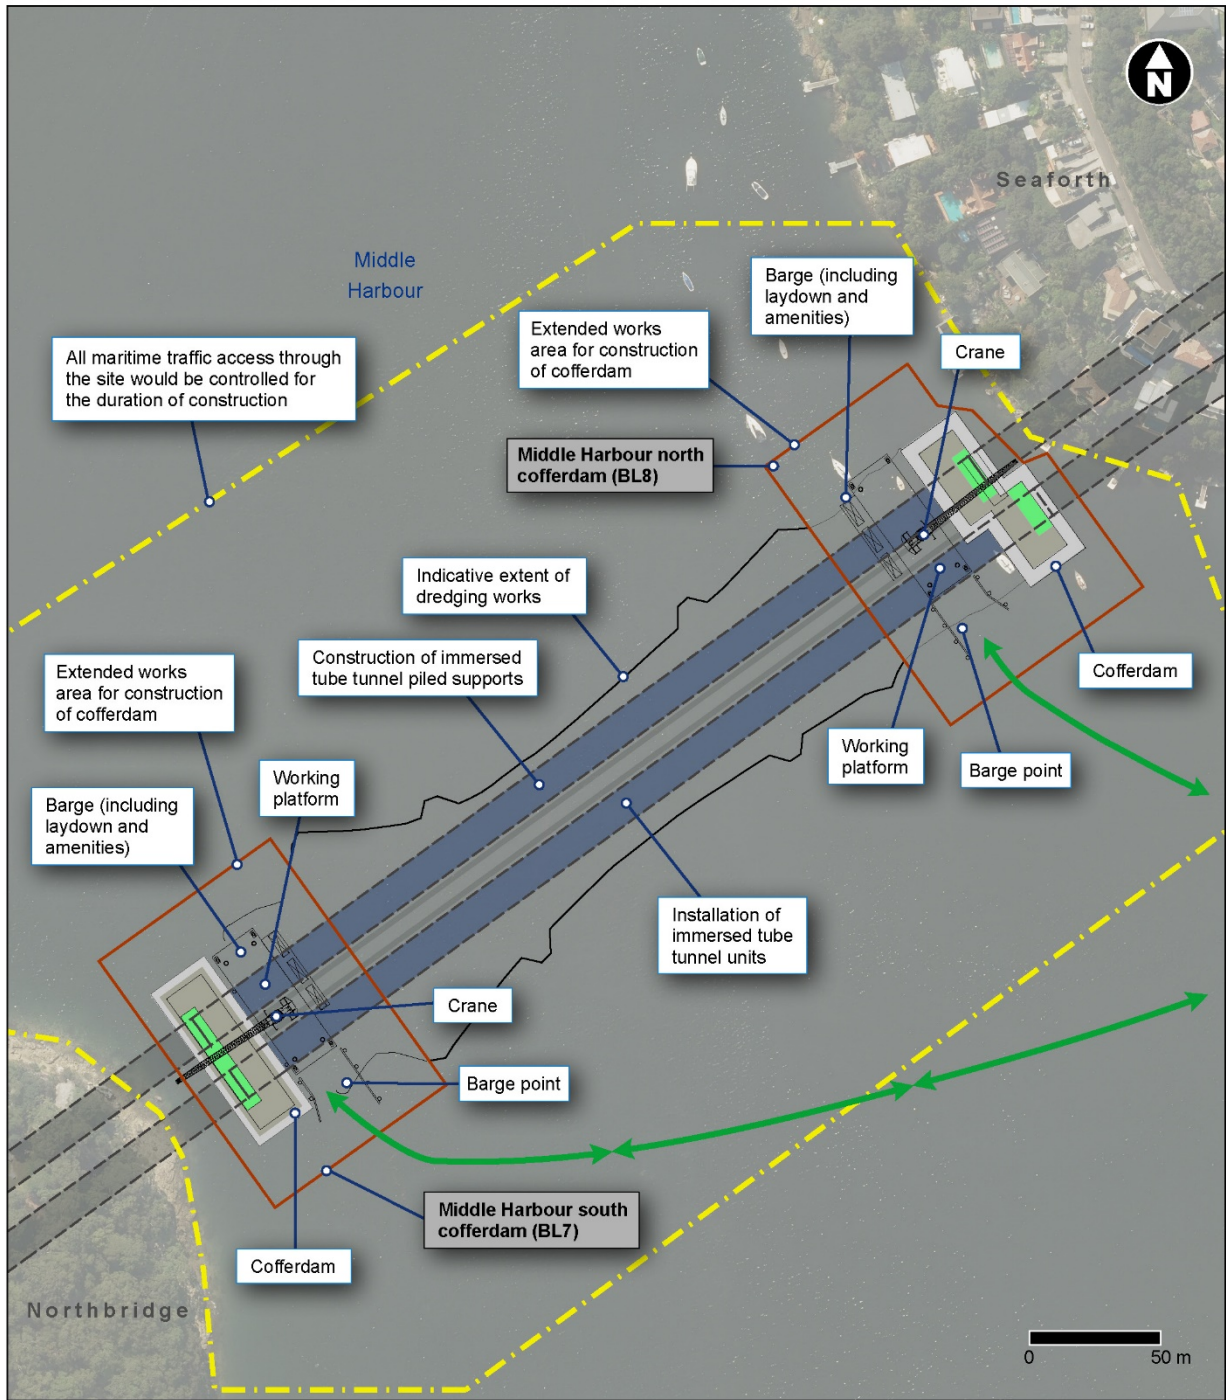 N
Seaforth
Middle
Harbour
Barge (including
laydown and
amenities)
Extended works
area for construction
of cofferdam
Crane
All maritime traffic access through
the site would be controlled for
the duration of construction
Middle Harbour north
cofferdam (BL8)
Indicative extent of
dredging works
Construction of immersed
tube tunnel piled supports
Extended works
area for construction
of cofferdam
Cofferdam
Working
platform
Barge point
Working
platform
Barge (including
laydown and
amenities)
Installation of
immersed tube
tunnel units
Crane
Barge point
Middle Harbour south
cofferdam (BL7)
Cofferdam
Northbridge
0 50 m